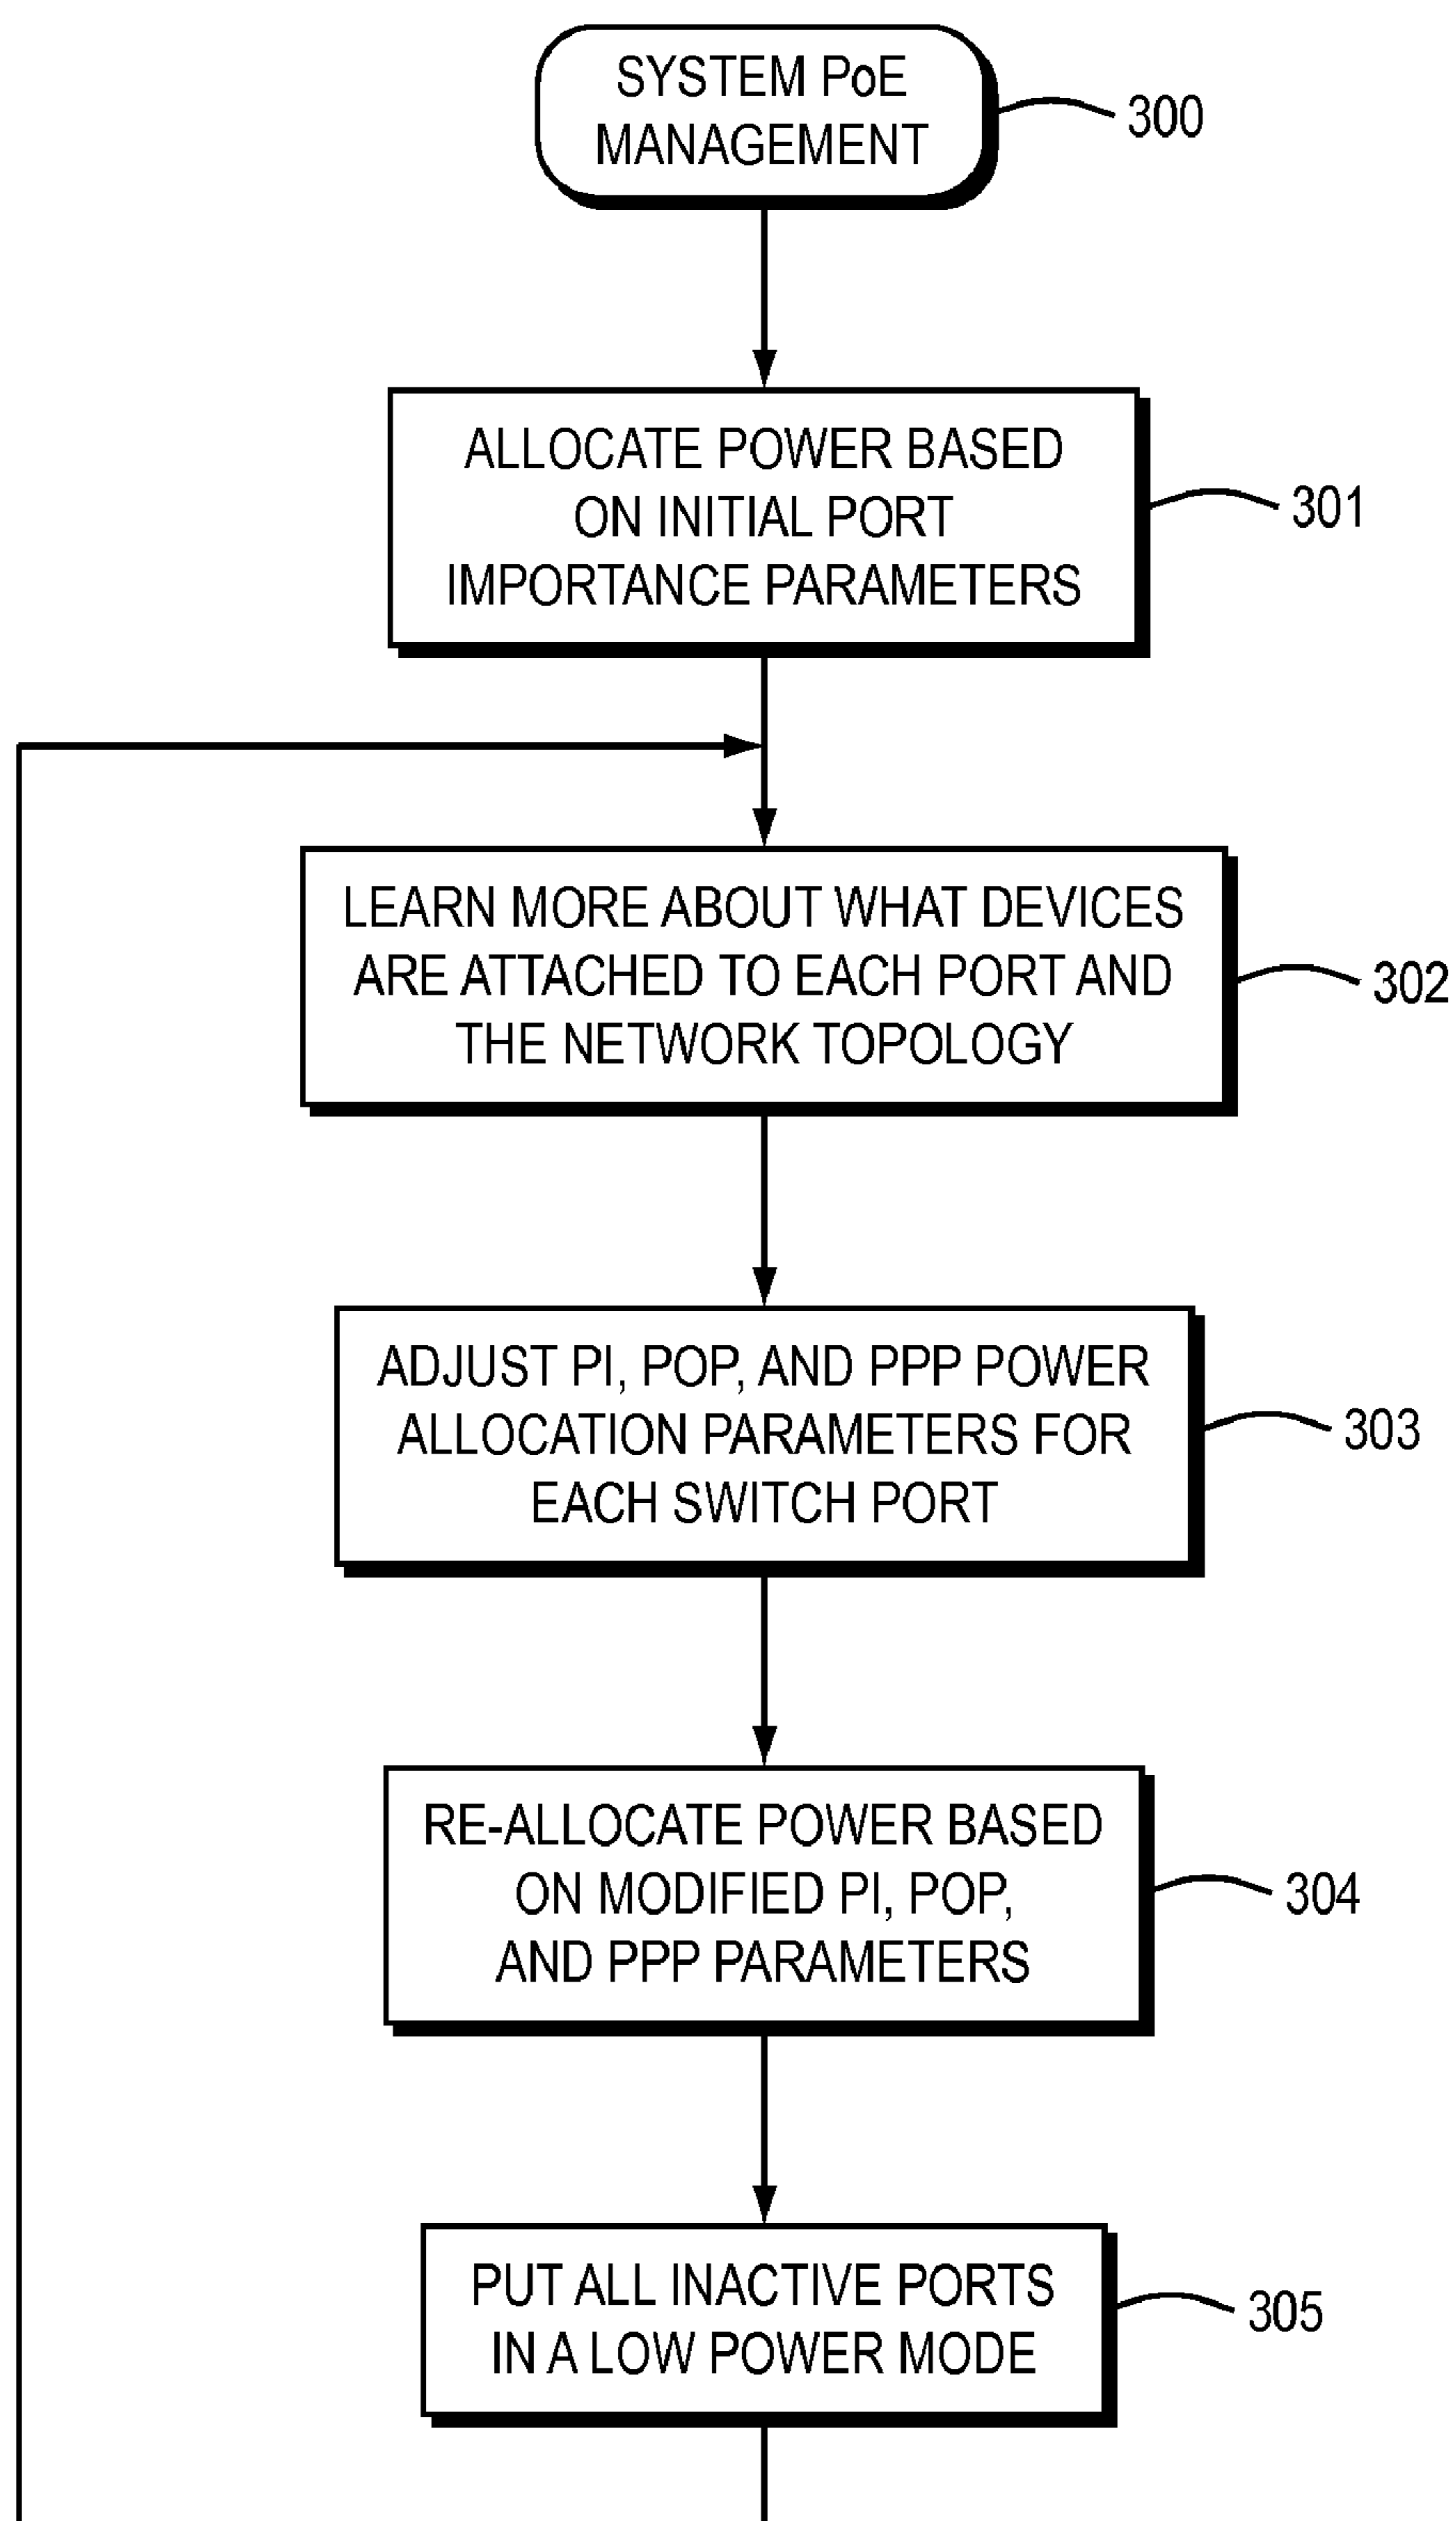 SYSTEM PoE
MANAGEMENT
300
ALLOCATE POWER BASED
ON INITIAL PORT
IMPORTANCE PARAMETERS
301
LEARN MORE ABOUT WHAT DEVICES
ARE ATTACHED TO EACH PORT AND
THE NETWORK TOPOLOGY
302
ADJUST PI, POP, AND PPP POWER
ALLOCATION PARAMETERS FOR
EACH SWITCH PORT
303
RE-ALLOCATE POWER BASED
ON MODIFIED PI, POP,
AND PPP PARAMETERS
304
PUT ALL INACTIVE PORTS
IN A LOW POWER MODE
305